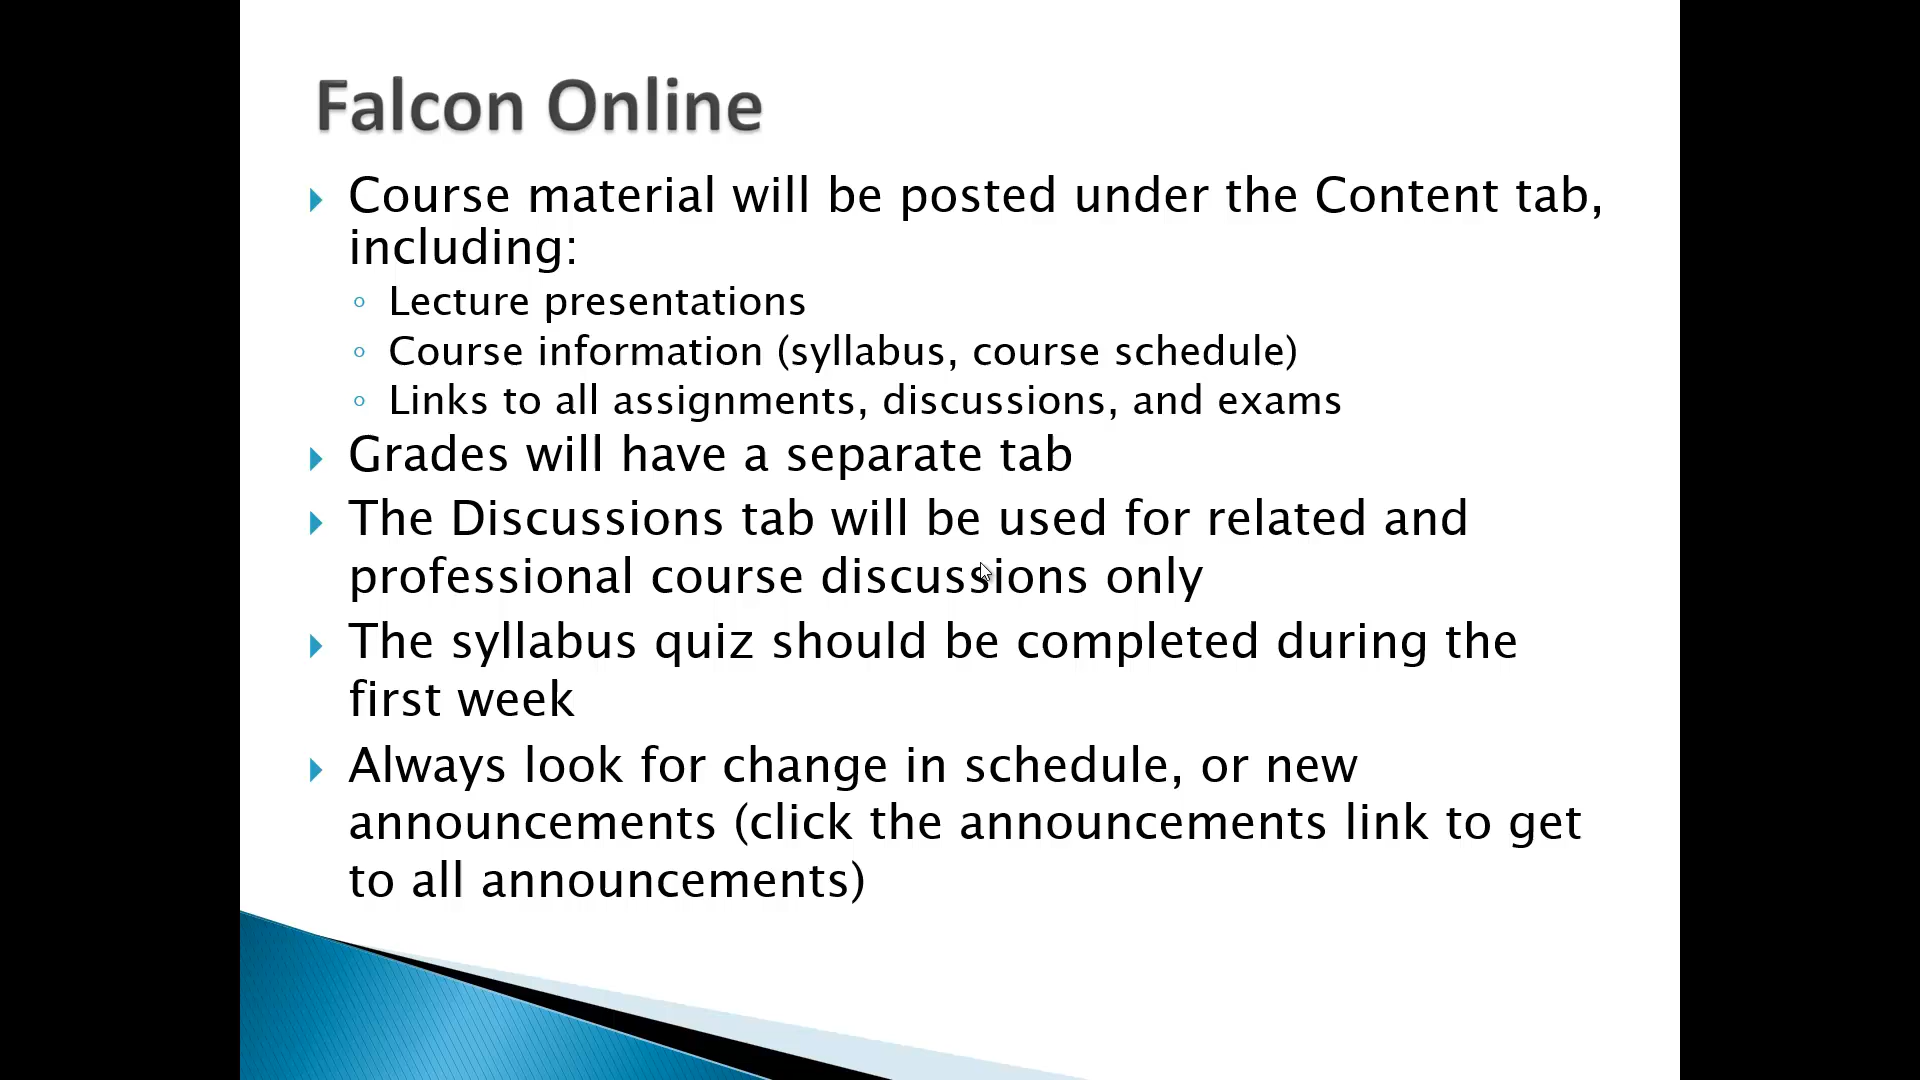 Falcon Online
Course material will be posted under the Content tab,
including:
Lecture presentations
Course information (syllabus, course schedule)
Links to all assignments, discussions, and exams
Grades will have a separate tab
The Discussions tab will be used for related and
professional course discussions only
The syllabus quiz should be completed during the
first week
Always look for change in schedule, or new
announcements (click the announcements link to get
to all announcements)